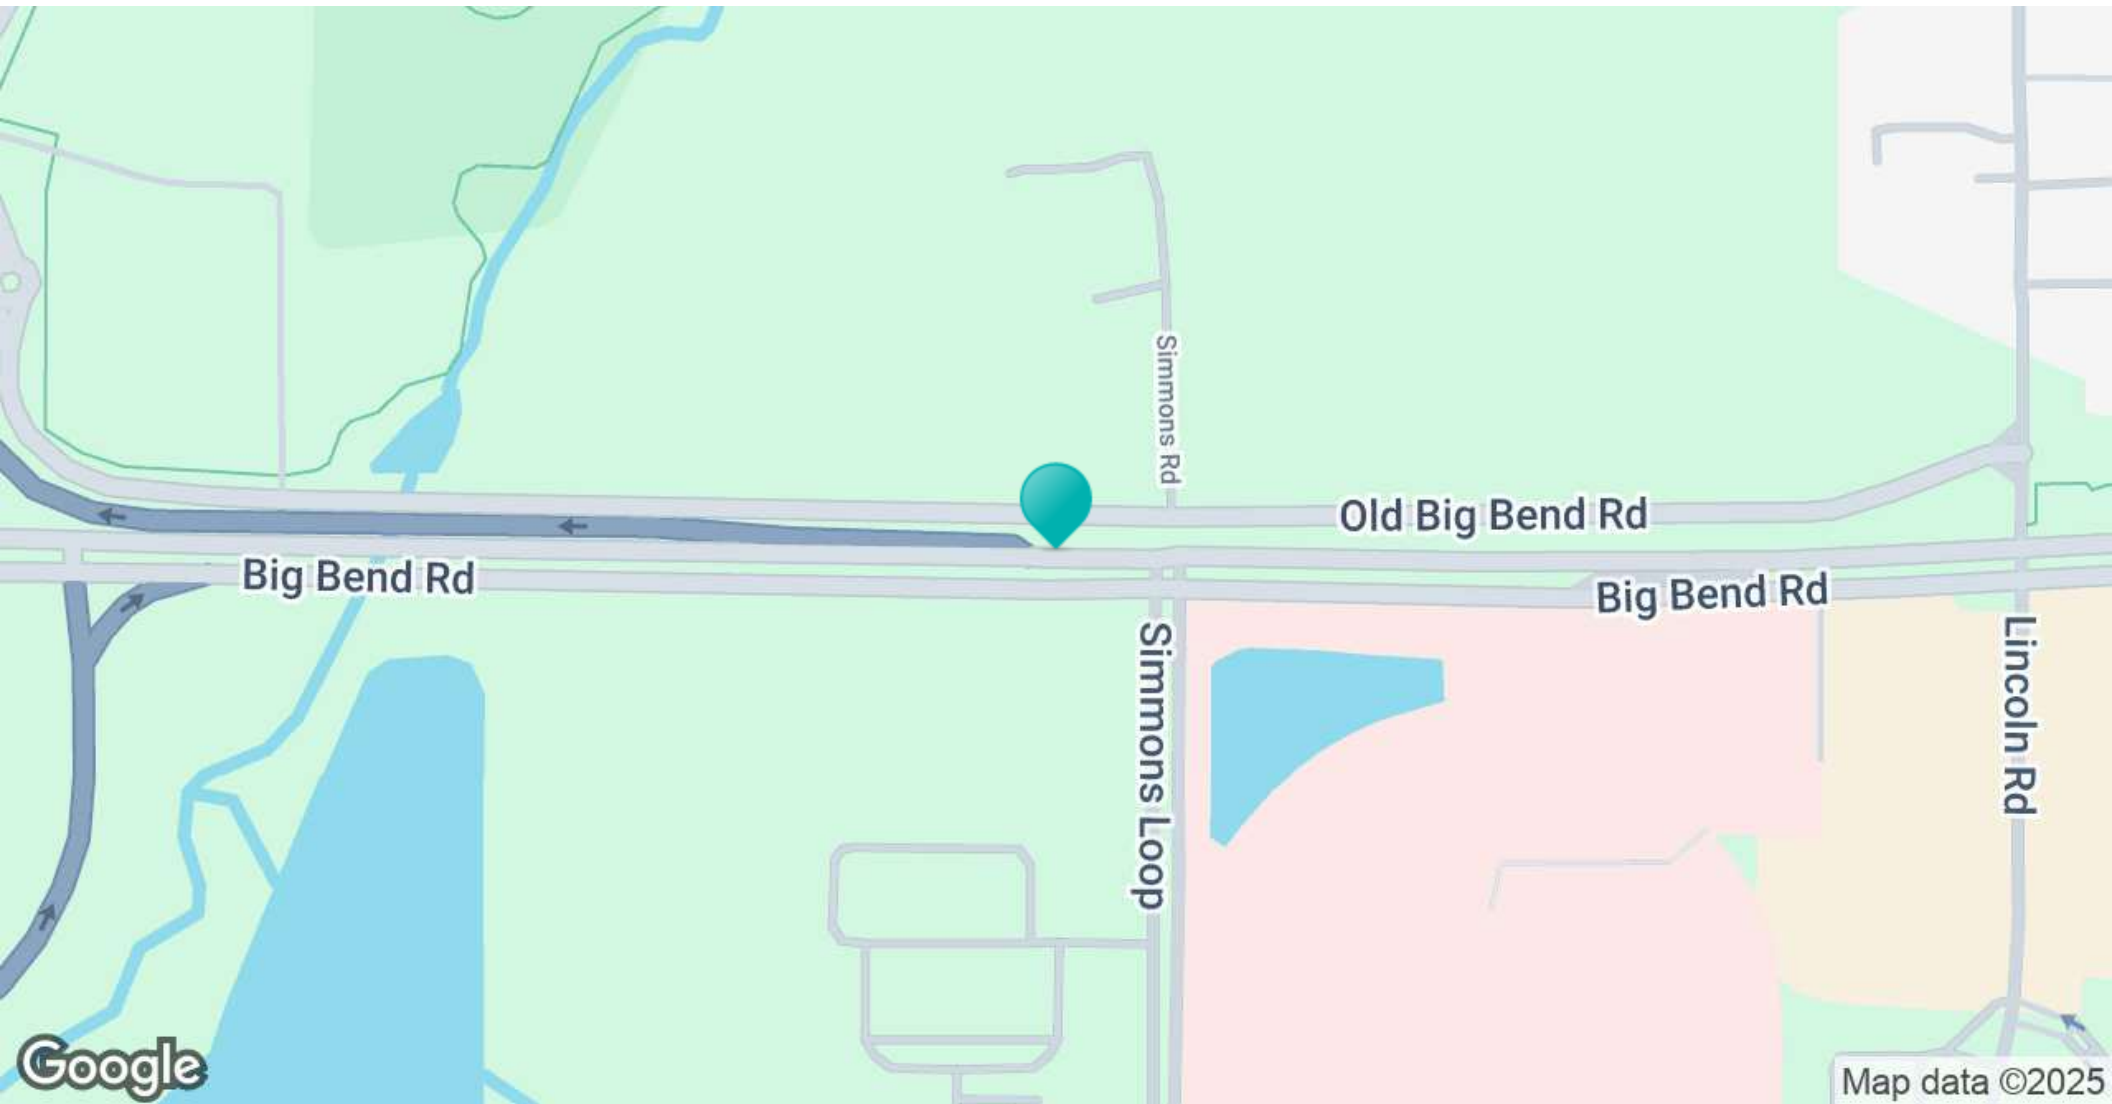 Simmons Rd
Old Big Bend Rd
Big Bend Rd
Big Bend Rd
Simmons Loop
Lincoln Rd
Google
Map data ©2025